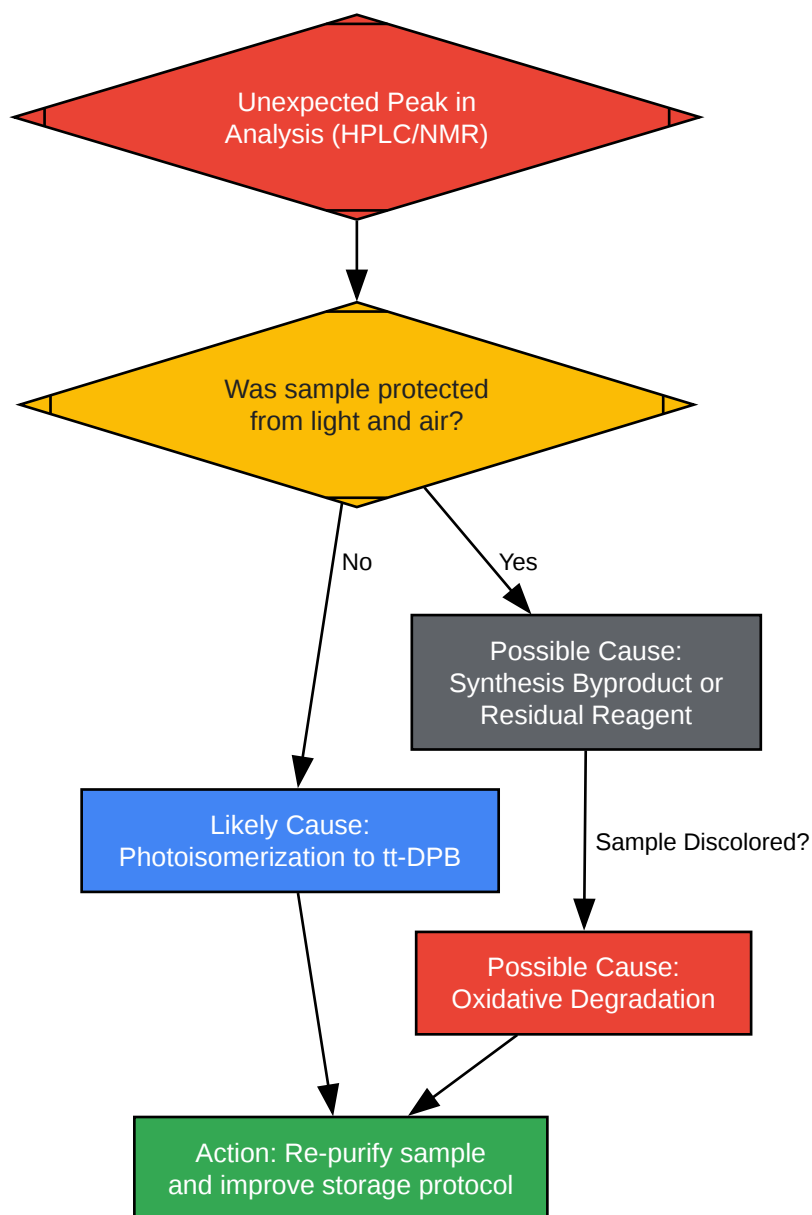 Unexpected Peak in
Analysis (HPLC/NMR)
Was sample protected
from light and air?
No
Yes
Possible Cause:
Synthesis Byproduct or
Residual Reagent
Likely Cause:
Photoisomerization to tt-DPB
Sample Discolored?
Possible Cause:
Oxidative Degradation
Action: Re-purify sample
and improve storage protocol